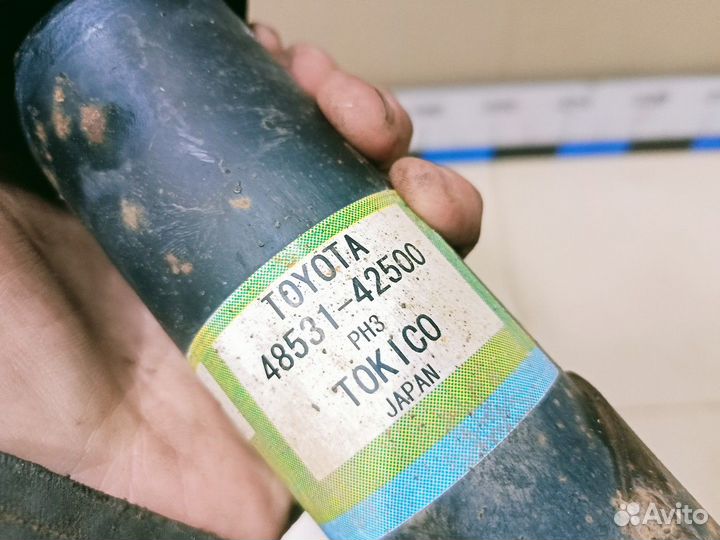 TOYOTA
48531-42500
PH3
TOKICO
JAPAN
Avito